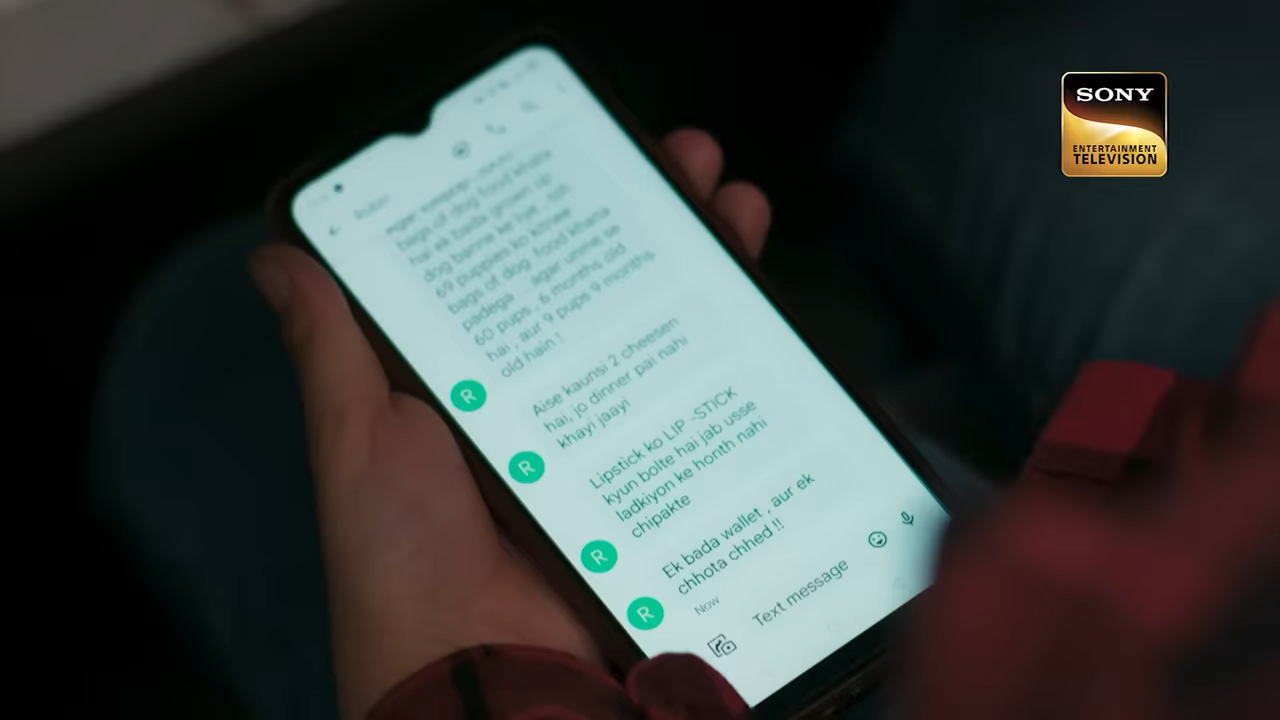 bags of dog food khata
hai ek bada grown up
dog banne ke liye , toh
69 puppies ko kitnee
bags of dog food khana
padega , agar unme se
60 pups , 6 months old
hai , aur 9 pups 9 months
old hain !
Aise kaunsi 2 cheesen
hai, jo dinner pai nahi
khayi jaayi
Lipstick ko LIP -STICK
kyun bolte hai jab usse
ladkiyon ke honth nahi
chipakte
Ek bada wallet , aur ek
chhota chhed !!
Now
Text message
R
R
R
R
SONY
ENTERTAINMENT
TELEVISION